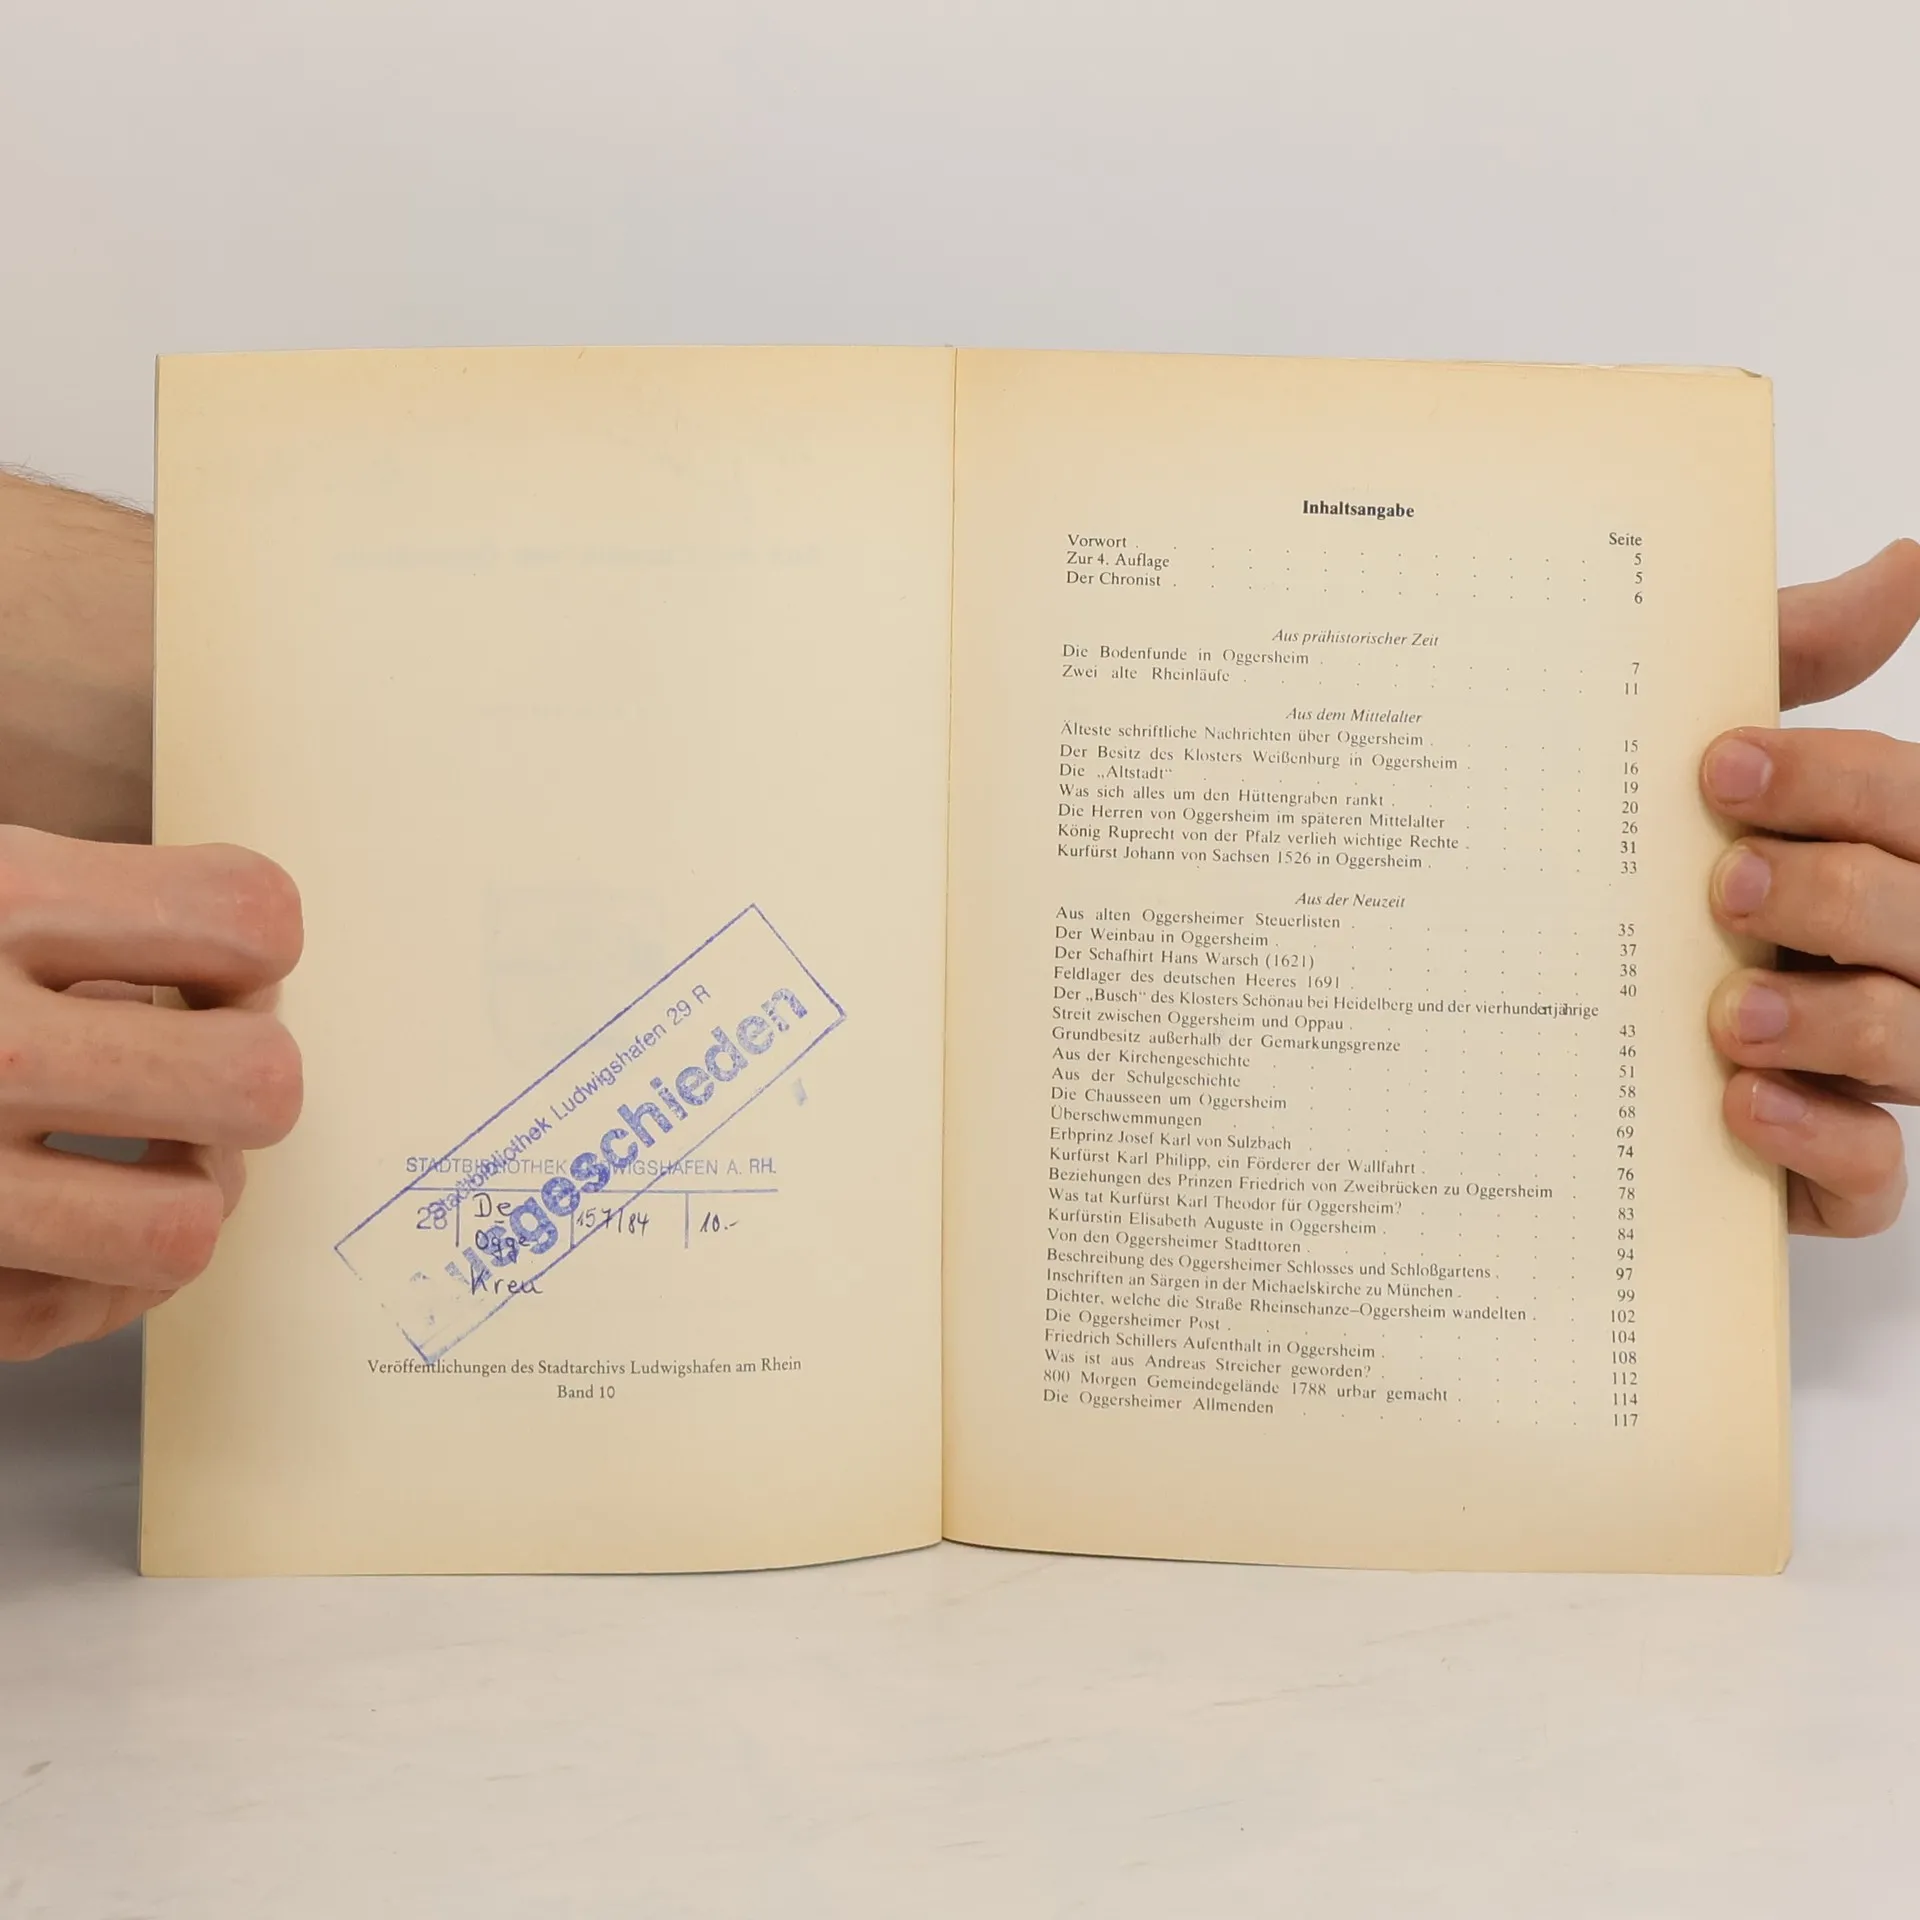 Stadtbibliothek Ludwigshafen 29 R
Ausgeschieden
STADTBIBLIOTHEK LUDWIGSHAFEN A. RH.
28 De 157/84 10.-
Ogge
Kreu
Veröffentlichungen des Stadtarchivs Ludwigshafen am Rhein
Band 10
Inhaltsangabe
Seite
Vorwort . 5
Zur 4. Auflage 5
Der Chronist . 6
Aus prähistorischer Zeit
Die Bodenfunde in Oggersheim . 7
Zwei alte Rheinläufe . 11
Aus dem Mittelalter
Älteste schriftliche Nachrichten über Oggersheim . 15
Der Besitz des Klosters Weißenburg in Oggersheim . 16
Die „Altstadt“ 19
Was sich alles um den Hüttengraben rankt . 20
Die Herren von Oggersheim im späteren Mittelalter 26
König Ruprecht von der Pfalz verlieh wichtige Rechte . 31
Kurfürst Johann von Sachsen 1526 in Oggersheim . 33
Aus der Neuzeit
Aus alten Oggersheimer Steuerlisten . 35
Der Weinbau in Oggersheim . 37
Der Schafhirt Hans Warsch (1621) 38
Feldlager des deutschen Heeres 1691 . 40
Der „Busch“ des Klosters Schönau bei Heidelberg und der vierhundertjährige
Streit zwischen Oggersheim und Oppau . 43
Grundbesitz außerhalb der Gemarkungsgrenze 46
Aus der Kirchengeschichte 51
Aus der Schulgeschichte 58
Die Chausseen um Oggersheim 68
Überschwemmungen 69
Erbprinz Josef Karl von Sulzbach 74
Kurfürst Karl Philipp, ein Förderer der Wallfahrt . 76
Beziehungen des Prinzen Friedrich von Zweibrücken zu Oggersheim . 78
Was tat Kurfürst Karl Theodor für Oggersheim? 83
Kurfürstin Elisabeth Auguste in Oggersheim . 84
Von den Oggersheimer Stadttoren . 94
Beschreibung des Oggersheimer Schlosses und Schloßgartens . 97
Inschriften an Särgen in der Michaelskirche zu München . 99
Dichter, welche die Straße Rheinschanze–Oggersheim wandelten . 102
Die Oggersheimer Post . 104
Friedrich Schillers Aufenthalt in Oggersheim . 108
Was ist aus Andreas Streicher geworden? . 112
800 Morgen Gemeindegelände 1788 urbar gemacht . 114
Die Oggersheimer Allmenden 117